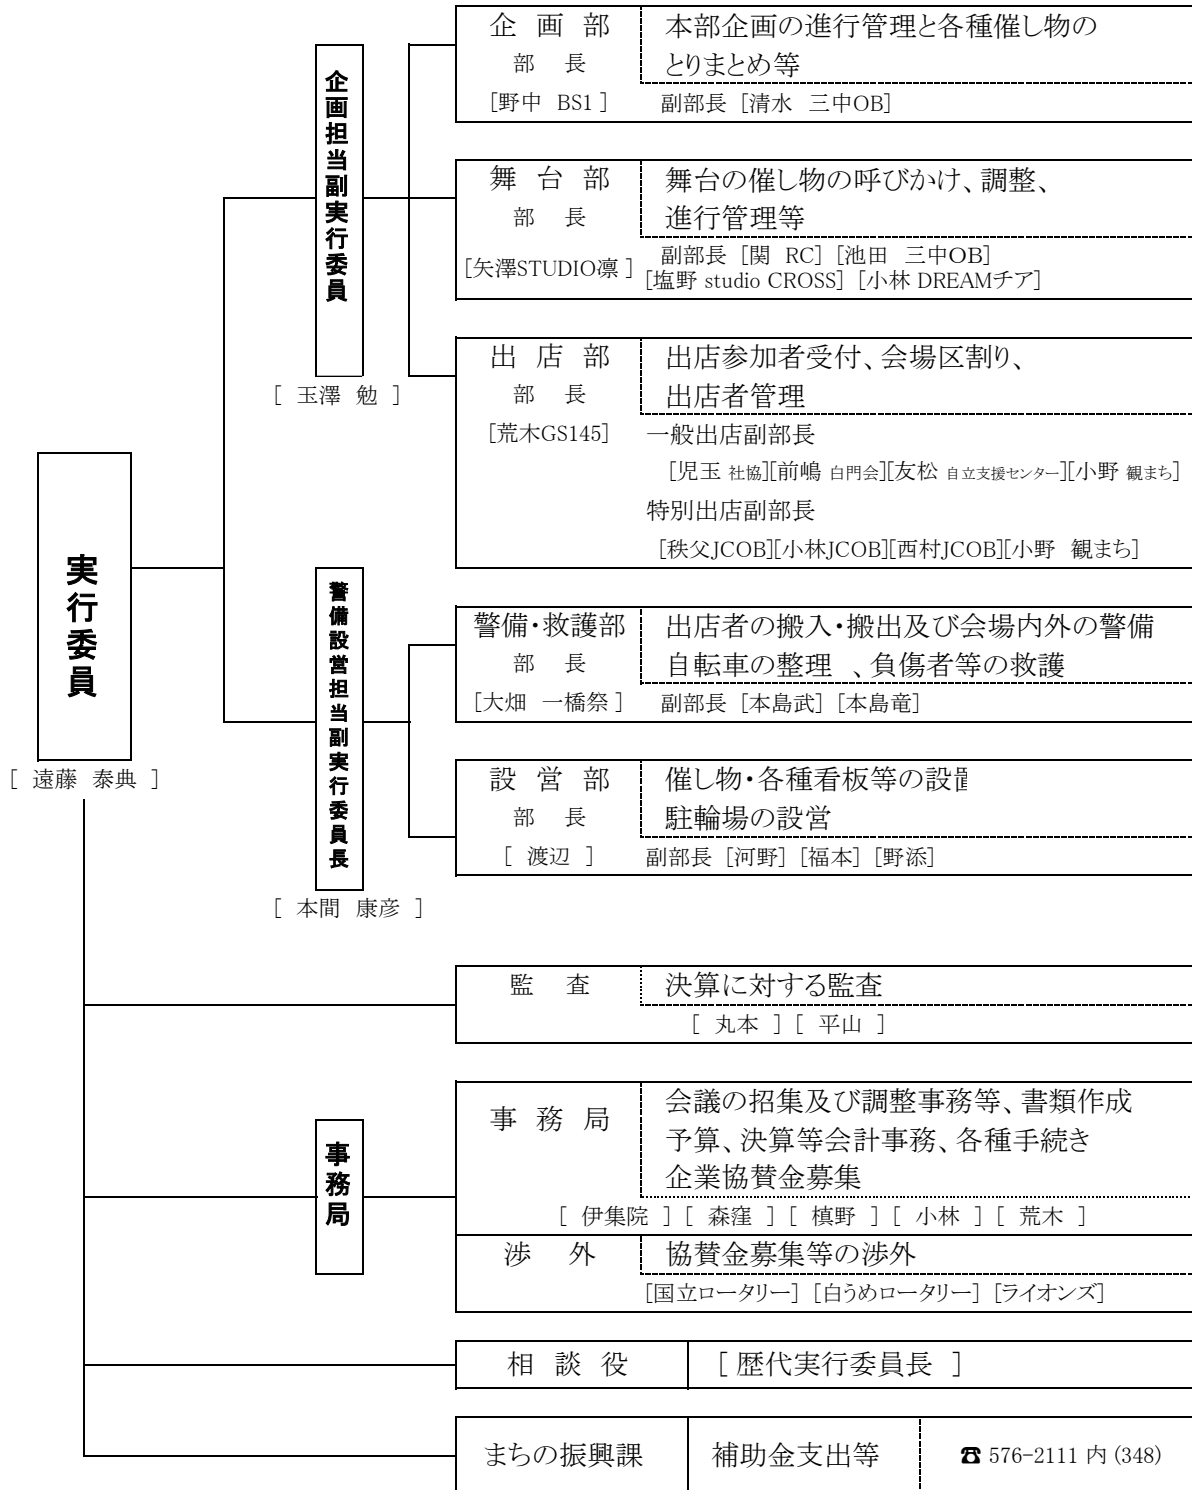 企 画 部
部 長
[野中 BS1 ]
本部企画の進行管理と各種催し物の
とりまとめ等
副部長 [清水 三中OB]
企画担当副実行委員
[ 玉澤 勉 ]
舞 台 部
部 長
[矢澤STUDIO凛 ]
舞台の催し物の呼びかけ、調整、
進行管理等
副部長 [関 RC] [池田 三中OB]
[塩野 studio CROSS] [小林 DREAMチア]
出 店 部
部 長
[荒木GS145]
出店参加者受付、会場区割り、
出店者管理
一般出店副部長
[児玉 社協][前嶋 白門会][友松 自立支援センター][小野 観まち]
特別出店副部長
[秩父JCOB][小林JCOB][西村JCOB][小野 観まち]
実行委員
[ 遠藤 泰典 ]
警備設営担当副実行委員長
[ 本間 康彦 ]
警備・救護部
部 長
[大畑 一橋祭 ]
出店者の搬入・搬出及び会場内外の警備
自転車の整理 、負傷者等の救護
副部長 [本島武] [本島竜]
設 営 部
部 長
[ 渡辺 ]
催し物・各種看板等の設置
駐輪場の設営
副部長 [河野] [福本] [野添]
監 査
決算に対する監査
[ 丸本 ] [ 平山 ]
事務局
事 務 局
会議の招集及び調整事務等、書類作成
予算、決算等会計事務、各種手続き
企業協賛金募集
[ 伊集院 ] [ 森窪 ] [ 槙野 ] [ 小林 ] [ 荒木 ]
渉 外
協賛金募集等の渉外
[国立ロータリー] [白うめロータリー] [ライオンズ]
相 談 役
[ 歴代実行委員長 ]
まちの振興課
補助金支出等
☎ 576-2111 内 (348)